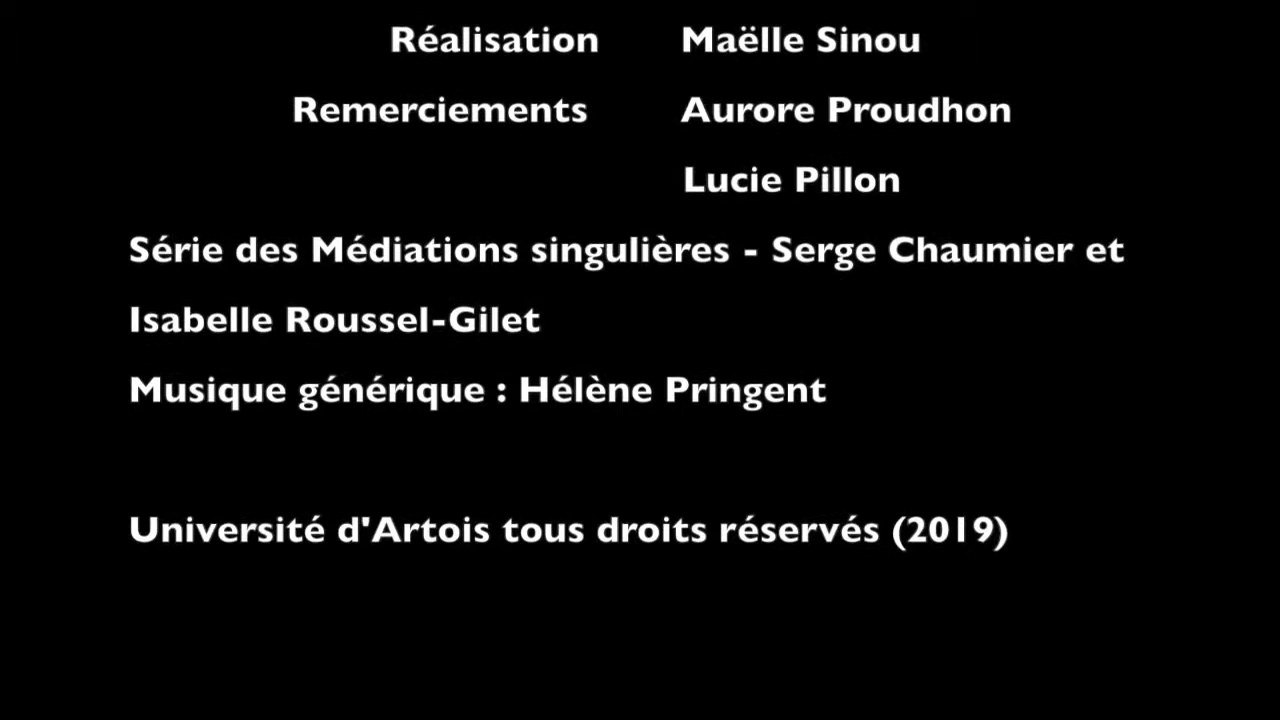 Réalisation Maëlle Sinou
Remerciements Aurore Proudhon
Lucie Pillon
Série des Médiations singulières - Serge Chaumier et
Isabelle Roussel-Gilet
Musique générique : Hélène Pringent
Université d'Artois tous droits réservés (2019)